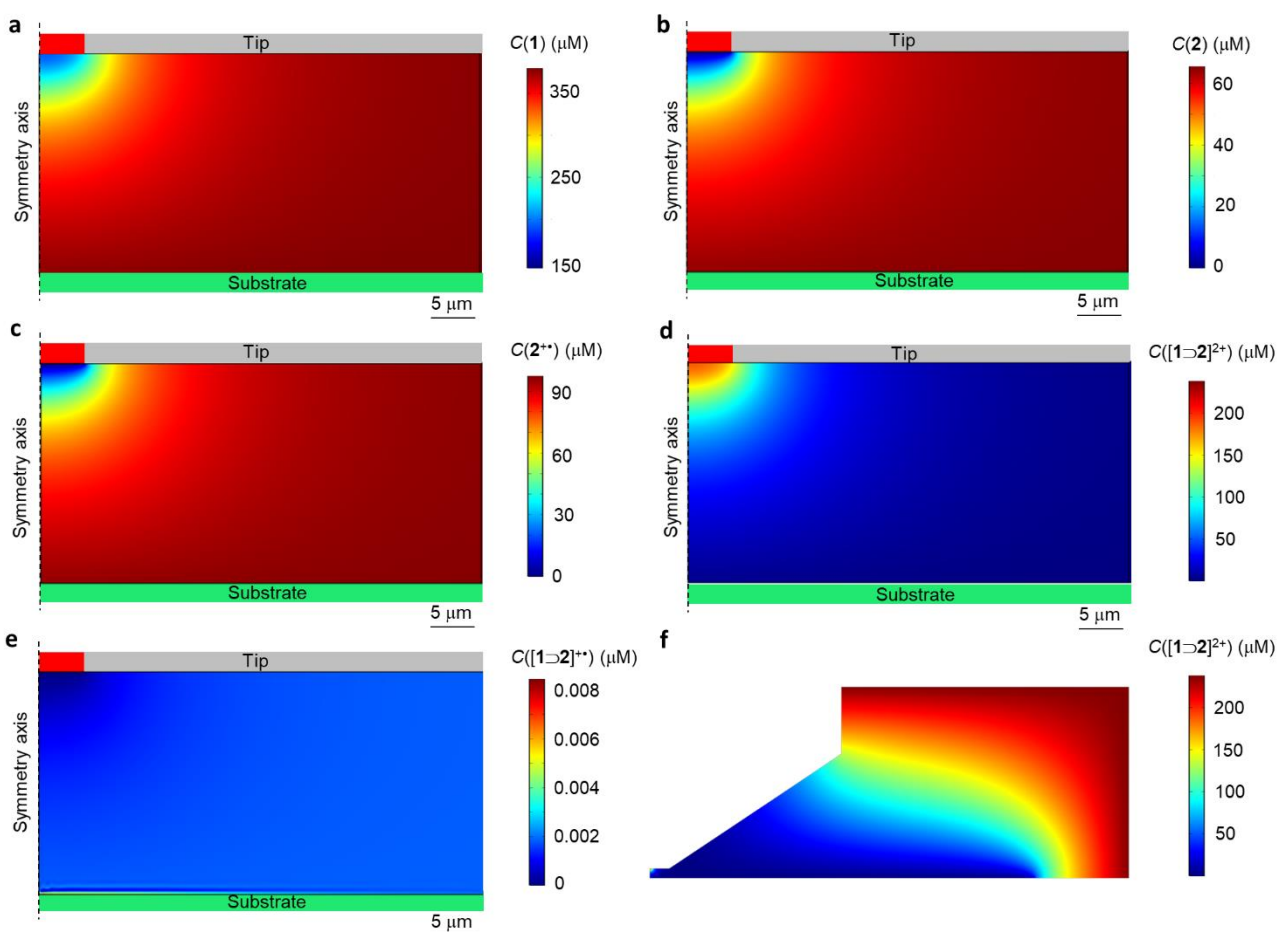 a
Tip
C(1) (μM)
350
250
150
Symmetry axis
Substrate
5 μm
b
Tip
C(2) (μM)
60
40
20
0
Symmetry axis
Substrate
5 μm
c
Tip
C(2⁺•) (μM)
90
60
30
0
Symmetry axis
Substrate
5 μm
d
Tip
C([1⊃2]²⁺) (μM)
200
150
100
50
Symmetry axis
Substrate
5 μm
e
Tip
C([1⊃2]⁺•) (μM)
0.008
0.006
0.004
0.002
0
Symmetry axis
Substrate
5 μm
f
C([1⊃2]²⁺) (μM)
200
150
100
50